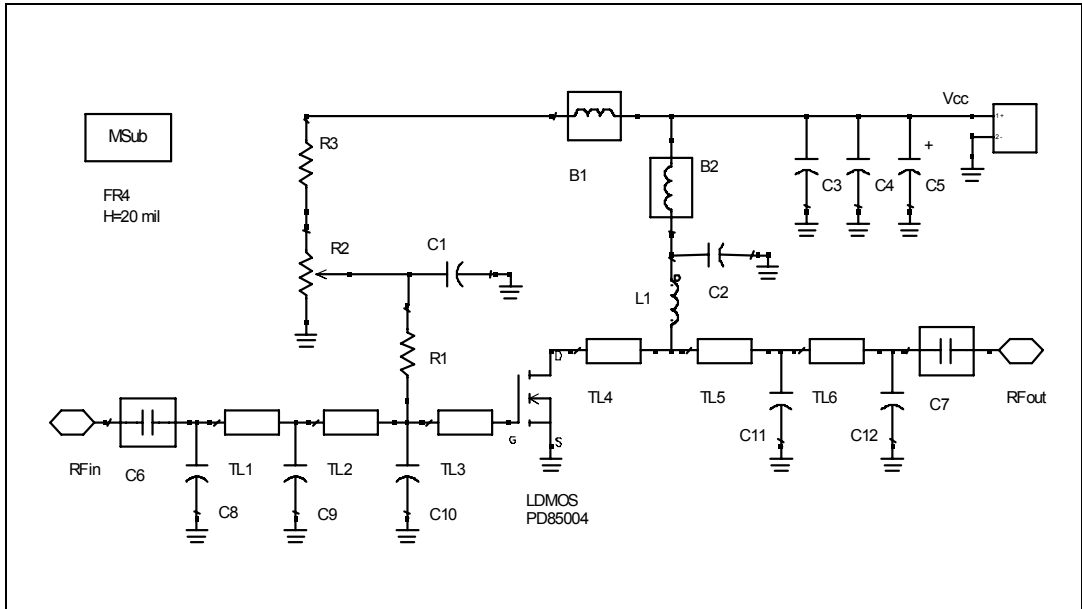 Vcc
1+
2-
MSub
FR4
H=20 mil
R3
B1
B2
C3
C4
C5
+
R2
C1
L1
P
C2
R1
D
G
S
TL4
TL5
TL6
C7
RFout
C11
C12
RFin
C6
TL1
TL2
TL3
C8
C9
C10
LDMOS
PD85004